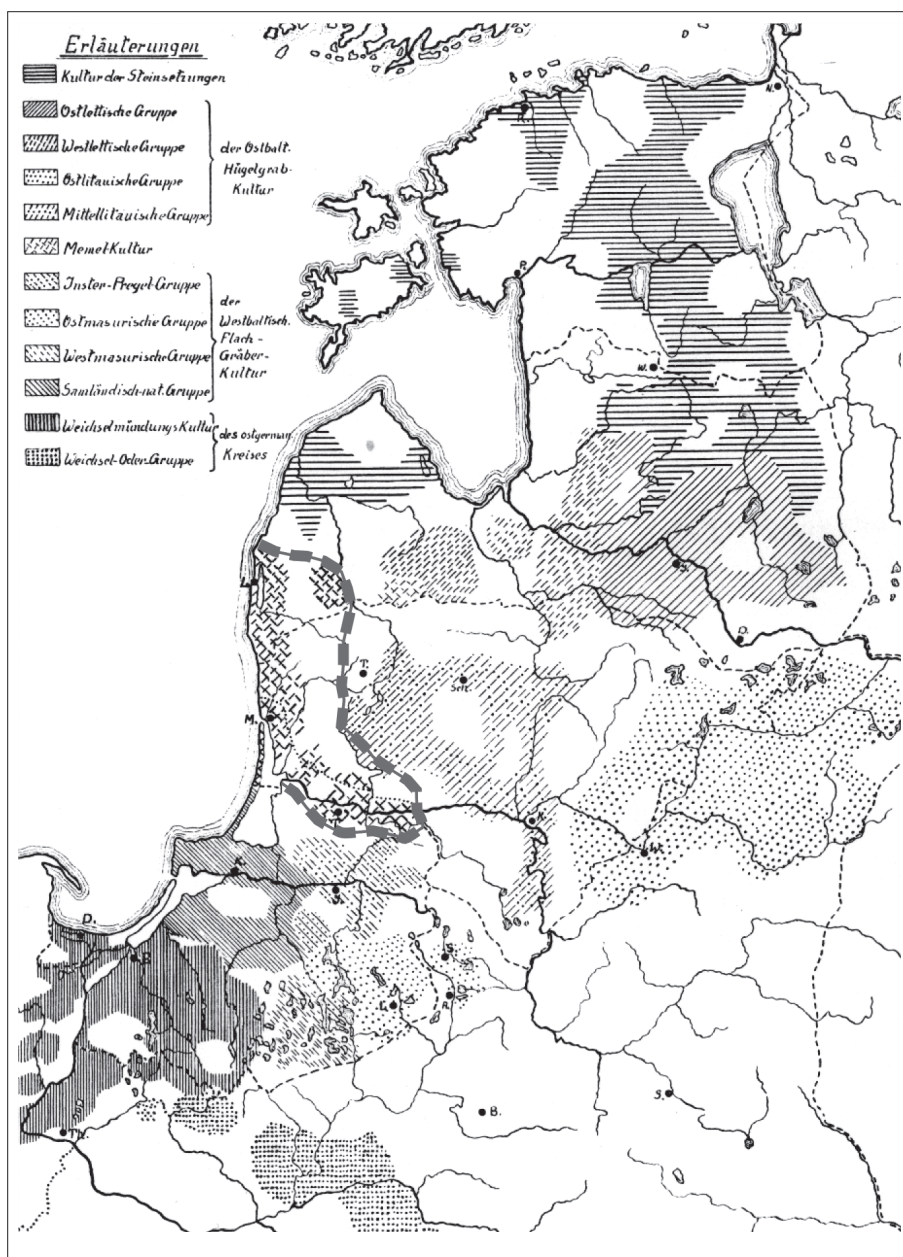 Erläuterungen
Kultur der Steinsetzungen
Ostlettische Gruppe
Westlettische Gruppe
Ostlitauische Gruppe
Mittellitauische Gruppe
der Ostbalt.
Hügelgrab-
Kultur
Memel-Kultur
Inster-Pregel-Gruppe
Ostmasurische Gruppe
Westmasurische Gruppe
Samländisch-nat. Gruppe
der
Westbaltisch.
Flach-
Gräber-
Kultur
Weichselmündungs Kultur
Weichsel-Oder-Gruppe
des ostgerman.
Kreises
N.
R.
P.
W.
L.
D.
T.
Sch.
M.
K.
K.
D.
E.
S.
L.
R.
B.
S.
Th.